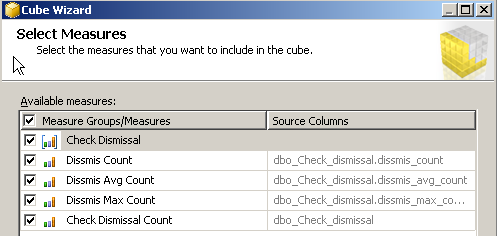 Cube Wizard
Select Measures
Select the measures that you want to include in the cube.
Available measures:
Measure Groups/Measures Source Columns
Check Dismissal
Dissmis Count dbo_Check_dismissal.dissmis_count
Dissmis Avg Count dbo_Check_dismissal.dissmis_avg_count
Dissmis Max Count dbo_Check_dismissal.dissmis_max_co...
Check Dismissal Count dbo_Check_dismissal